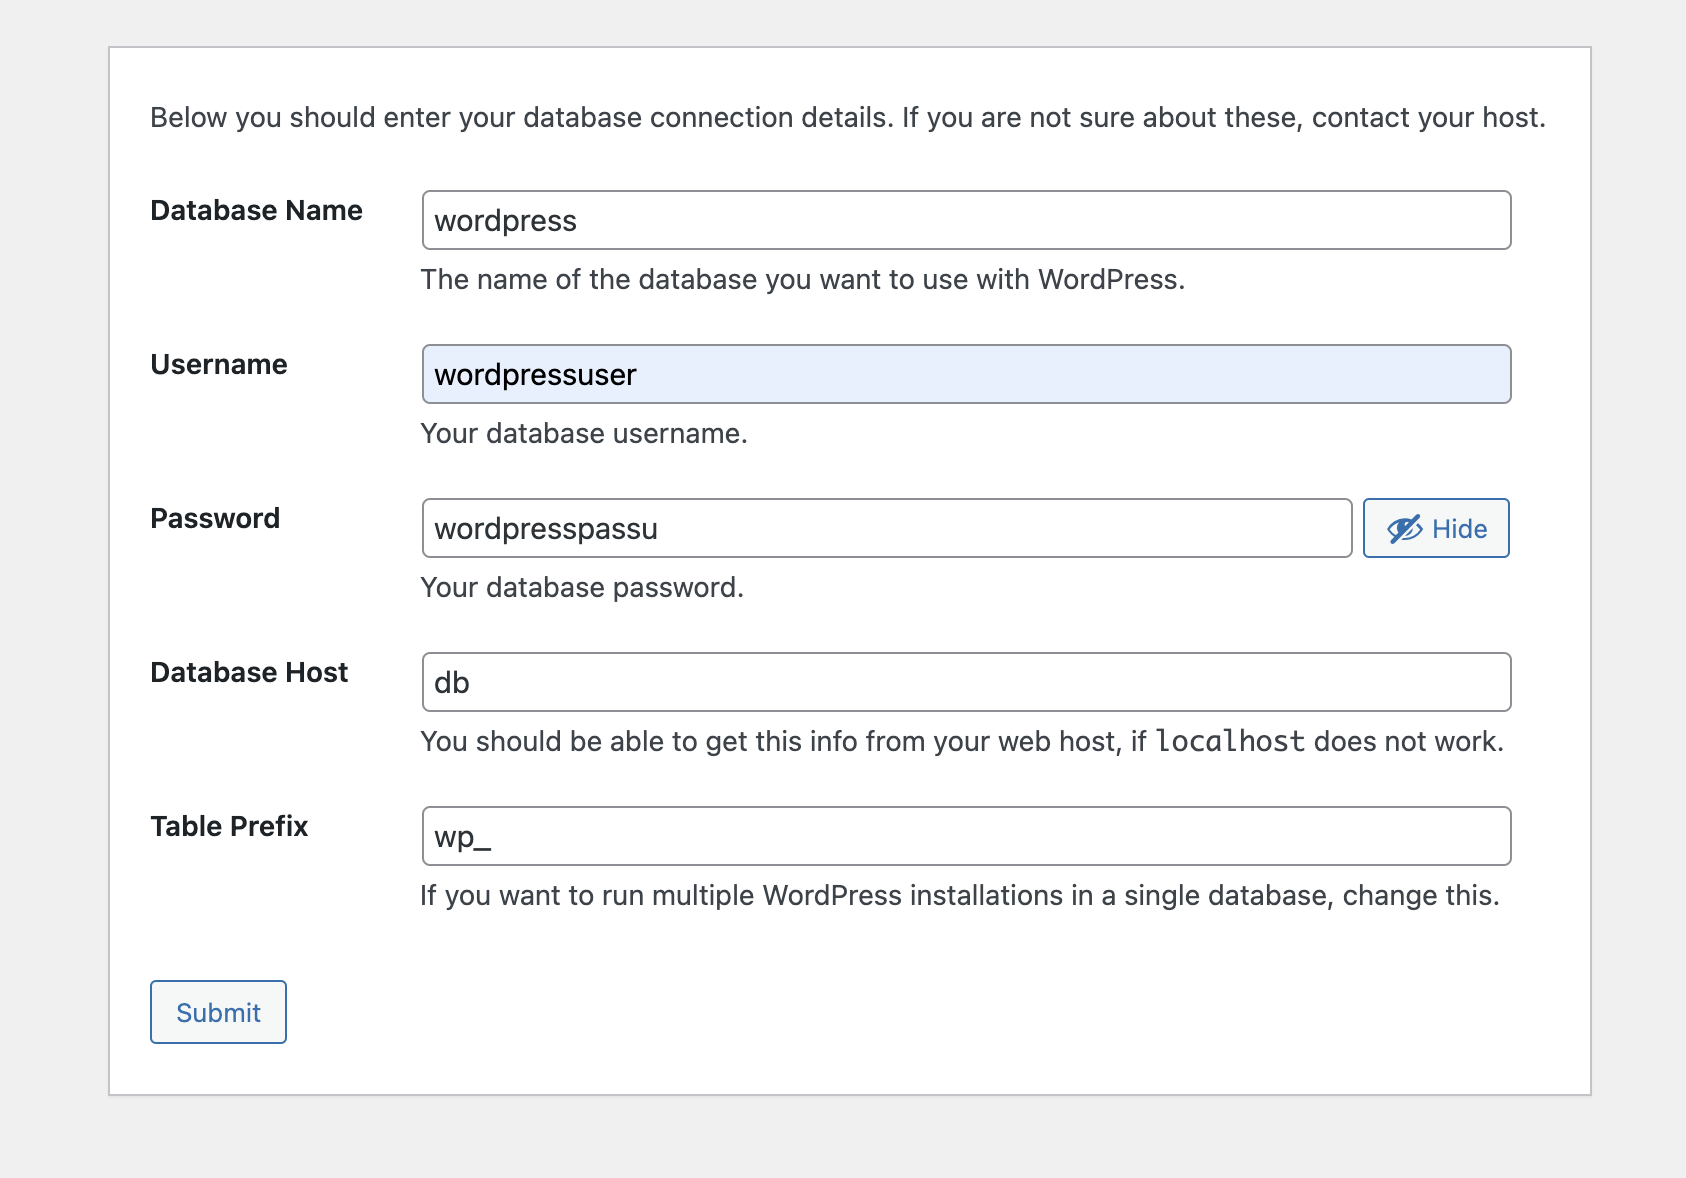 Below you should enter your database connection details. If you are not sure about these, contact your host.
Database Name
wordpress
The name of the database you want to use with WordPress.
Username
wordpressuser
Your database username.
Password
wordpresspassu
Hide
Your database password.
Database Host
db
You should be able to get this info from your web host, if localhost does not work.
Table Prefix
wp_
If you want to run multiple WordPress installations in a single database, change this.
Submit